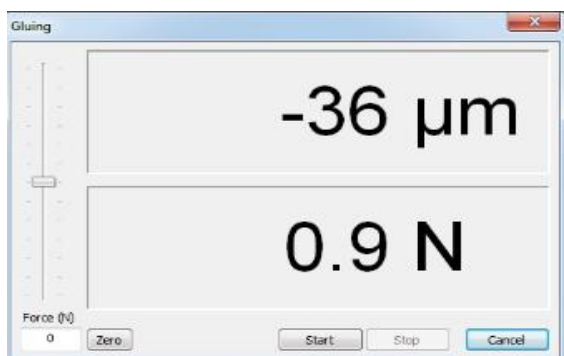 Gluing
-36 µm
0.9 N
Force (N)
0
Zero
Start
Stop
Cancel